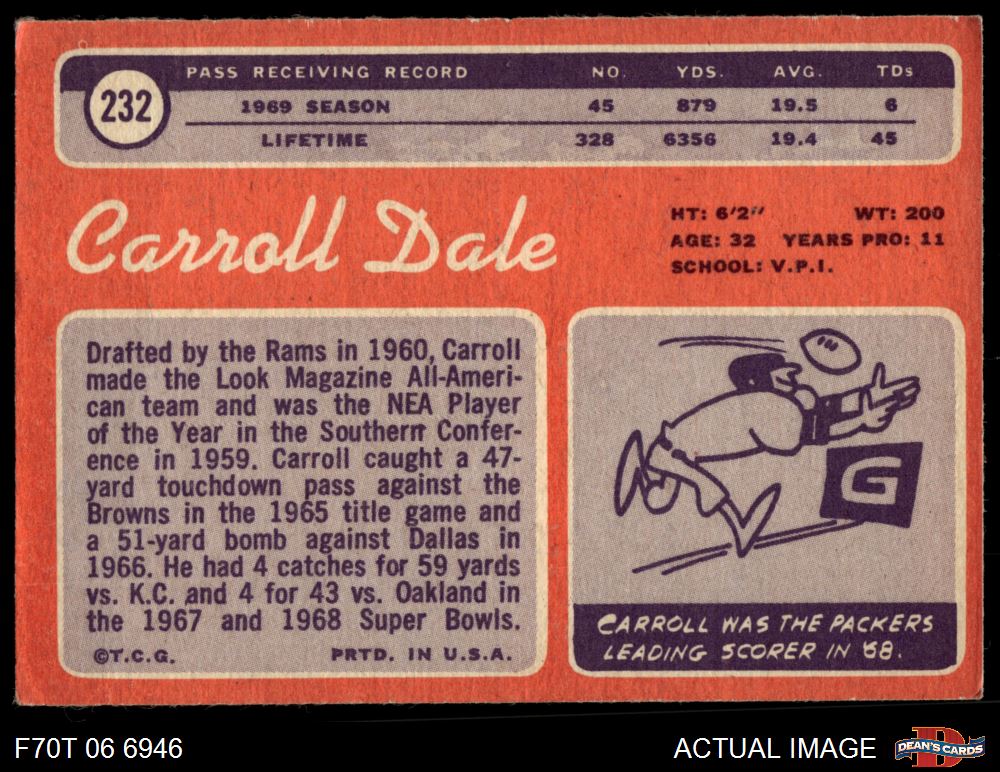 232
PASS RECEIVING RECORD NO. YDS. AVG. TDs
1969 SEASON 45 879 19.5 6
LIFETIME 328 6356 19.4 45
Carroll Dale
HT: 6'2" WT: 200
AGE: 32 YEARS PRO: 11
SCHOOL: V.P.I.
Drafted by the Rams in 1960, Carroll
made the Look Magazine All-Ameri-
can team and was the NEA Player
of the Year in the Southern Confer-
ence in 1959. Carroll caught a 47-
yard touchdown pass against the
Browns in the 1965 title game and
a 51-yard bomb against Dallas in
1966. He had 4 catches for 59 yards
vs. K.C. and 4 for 43 vs. Oakland in
the 1967 and 1968 Super Bowls.
©T.C.G. PRTD. IN U.S.A.
G
CARROLL WAS THE PACKERS
LEADING SCORER IN '68.
F70T 06 6946
ACTUAL IMAGE
D
DEAN'S CARDS